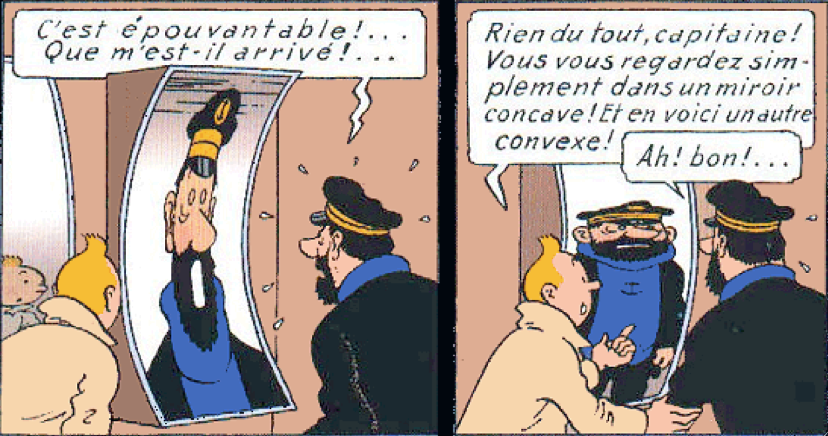 C'est épouvantable!...
Que m'est-il arrivé!...
Rien du tout, capitaine!
Vous vous regardez sim-
plement dans un miroir
concave! Et en voici un autre
convexe!
Ah! bon!...